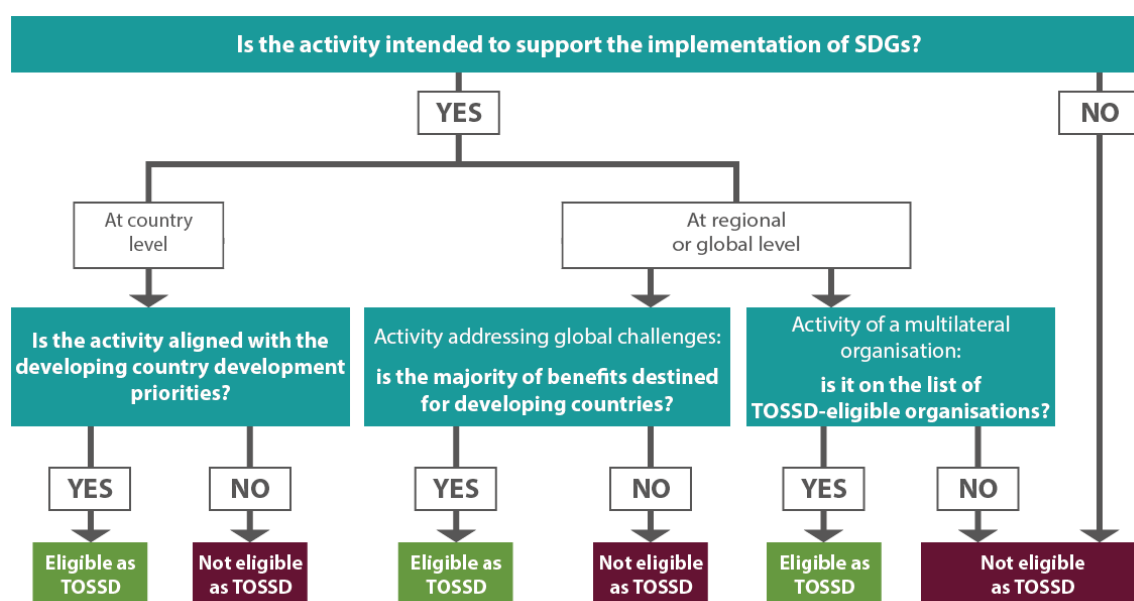 Is the activity intended to support the implementation of SDGs?
YES
NO
At country
level
At regional
or global level
Is the activity aligned with the
developing country development
priorities?
Activity addressing global challenges:
is the majority of benefits destined
for developing countries?
Activity of a multilateral
organisation:
is it on the list of
TOSSD-eligible organisations?
YES
NO
YES
NO
YES
NO
Eligible as
TOSSD
Not eligible
as TOSSD
Eligible as
TOSSD
Not eligible
as TOSSD
Eligible as
TOSSD
Not eligible
as TOSSD